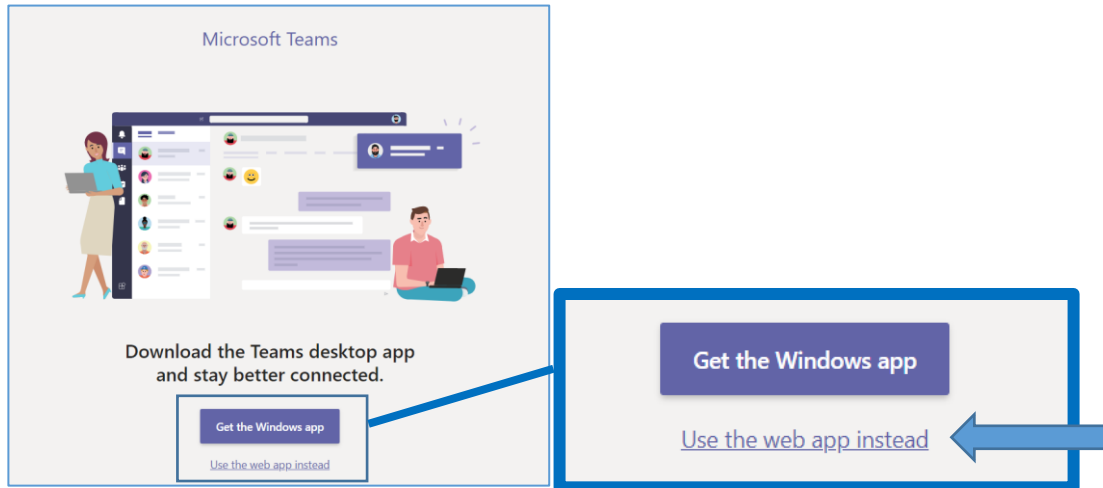 Microsoft Teams
Download the Teams desktop app
and stay better connected.
Get the Windows app
Use the web app instead
Get the Windows app
Use the web app instead